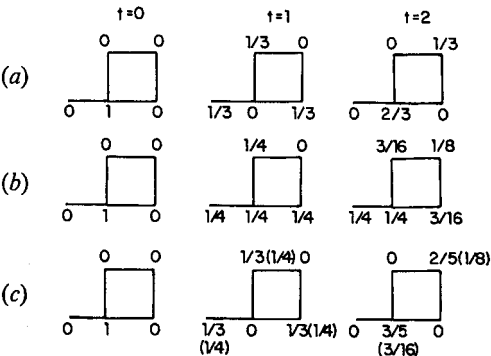 t=0 t=1 t=2
0 0 1/3 0 0 1/3
(a)
0 1 0 1/3 0 1/3 0 2/3 0
0 0 1/4 0 3/16 1/8
(b)
0 1 0 1/4 1/4 1/4 1/4 1/4 3/16
0 0 1/3(1/4) 0 0 2/5(1/8)
(c)
0 1 0 1/3 0 1/3(1/4) 0 3/5 0
(1/4) (3/16)